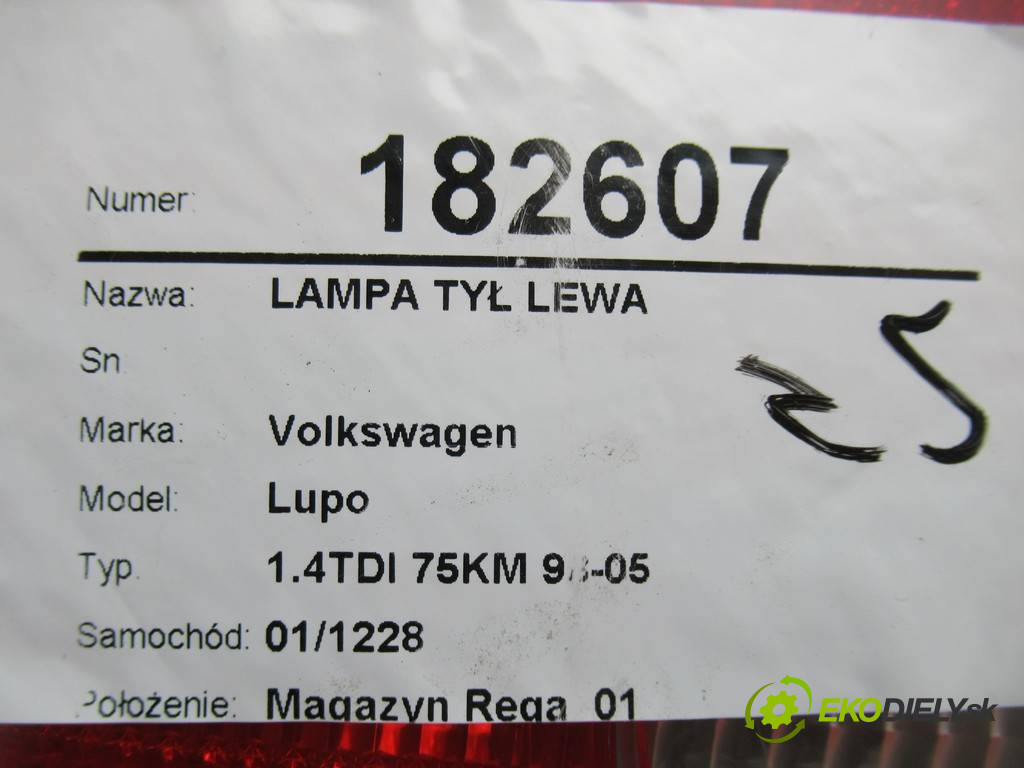 Numer: 182607
Nazwa: LAMPA TYŁ LEWA
Sn
Marka: Volkswagen
Model: Lupo
Typ. 1.4TDI 75KM
Samochód: 01/1228
Położenie: Magazyn Rega 01
EKODIELY.sk